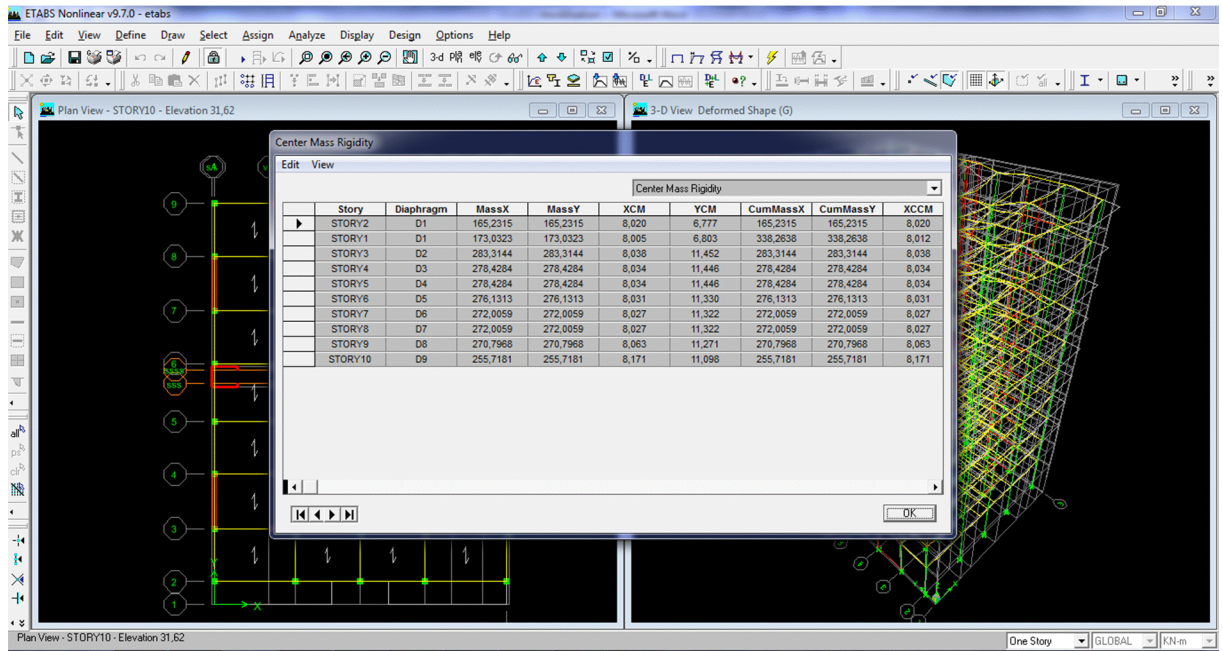 ETABS Nonlinear v9.7.0 - etabs
File Edit View Define Draw Select Assign Analyze Display Design Options Help
3-d
Plan View - STORY10 - Elevation 31,62
3-D View Deformed Shape (G)
Center Mass Rigidity
Edit View
Center Mass Rigidity
Story Diaphragm MassX MassY XCM YCM CumMassX CumMassY XCCM
STORY2 D1 165,2315 165,2315 8,020 6,777 165,2315 165,2315 8,020
STORY1 D1 173,0323 173,0323 8,005 6,803 338,2638 338,2638 8,012
STORY3 D2 283,3144 283,3144 8,038 11,452 283,3144 283,3144 8,038
STORY4 D3 278,4284 278,4284 8,034 11,446 278,4284 278,4284 8,034
STORY5 D4 278,4284 278,4284 8,034 11,446 278,4284 278,4284 8,034
STORY6 D5 276,1313 276,1313 8,031 11,330 276,1313 276,1313 8,031
STORY7 D6 272,0059 272,0059 8,027 11,322 272,0059 272,0059 8,027
STORY8 D7 272,0059 272,0059 8,027 11,322 272,0059 272,0059 8,027
STORY9 D8 270,7968 270,7968 8,063 11,271 270,7968 270,7968 8,063
STORY10 D9 255,7181 255,7181 8,171 11,098 255,7181 255,7181 8,171
OK
sA
9
8
7
6
sss
5
4
3
2
1
X
all
ps
clr
Plan View - STORY10 - Elevation 31,62
One Story GLOBAL KN-m